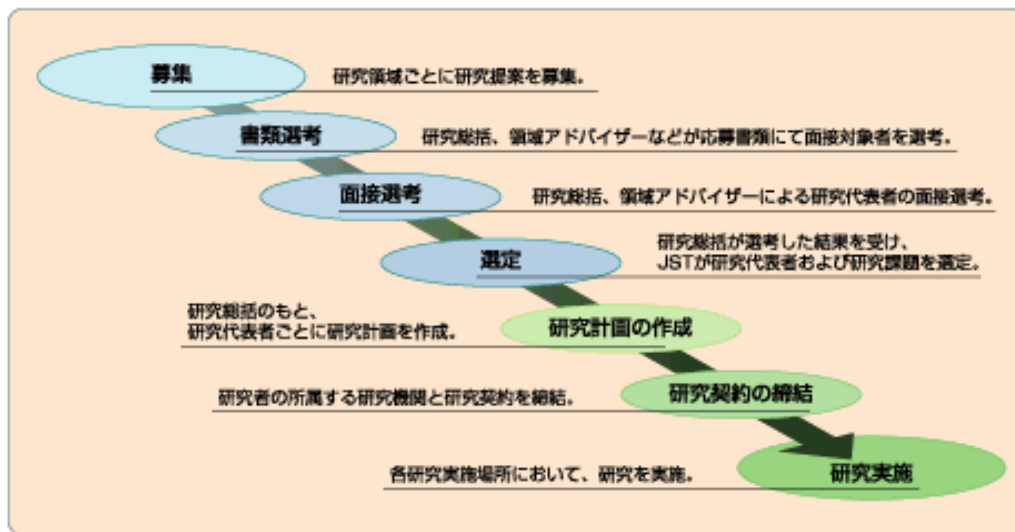 募集
研究領域ごとに研究提案を募集。
書類選考
研究総括、領域アドバイザーなどが応募書類にて面接対象者を選考。
面接選考
研究総括、領域アドバイザーによる研究代表者の面接選考。
選定
研究総括が選考した結果を受け、
JSTが研究代表者および研究課題を選定。
研究総括のもと、
研究代表者ごとに研究計画を作成。
研究計画の作成
研究者の所属する研究機関と研究契約を締結。
研究契約の締結
各研究実施場所において、研究を実施。
研究実施